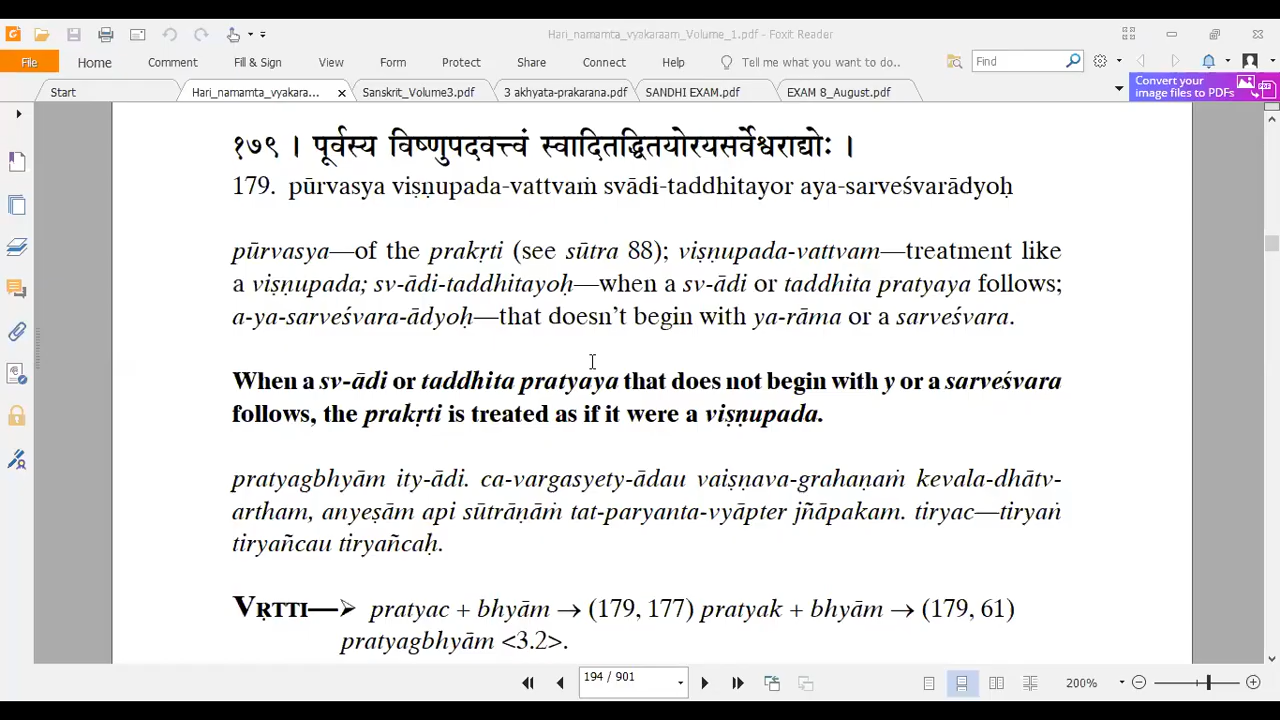 Hari_namamta_vyakaraam_Volume_1.pdf - Foxit Reader
File Home Comment Fill & Sign View Form Protect Share Connect Help Tell me what you want to do.. Find
Start Hari_namamta_vyakara... Sanskrit_Volume3.pdf 3 akhyata prakarana.pdf SANDHI EXAM.pdf EXAM 8_August.pdf
Convert your
image files to PDFs
१७९ । पूर्वस्य विष्णुपदवत्त्वं स्वादितद्धितयोरयसर्वेश्वराद्योः ।
179. pūrvasya viṣṇupada-vattvaṁ svādi-taddhitayor aya-sarveśvarādyoḥ
pūrvasya—of the prakṛti (see sūtra 88); viṣṇupada-vattvam—treatment like
a viṣṇupada; sv-ādi-taddhitayoḥ—when a sv-ādi or taddhita pratyaya follows;
a-ya-sarveśvara-ādyoḥ—that doesn't begin with ya-rāma or a sarveśvara.
When a sv-ādi or taddhita pratyaya that does not begin with y or a sarveśvara
follows, the prakṛti is treated as if it were a viṣṇupada.
pratyagbhyām ity-ādi. ca-vargasyety-ādau vaiṣṇava-grahaṇaṁ kevala-dhātv-
artham, anyeṣām api sūtrāṇāṁ tat-paryanta-vyāpter jñāpakam. tiryac—tiryaṅ
tiryañcau tiryañcaḥ.
VṚTTI—➢ pratyac + bhyām → (179, 177) pratyak + bhyām → (179, 61)
pratyagbhyām <3.2>.
194 / 901 200%